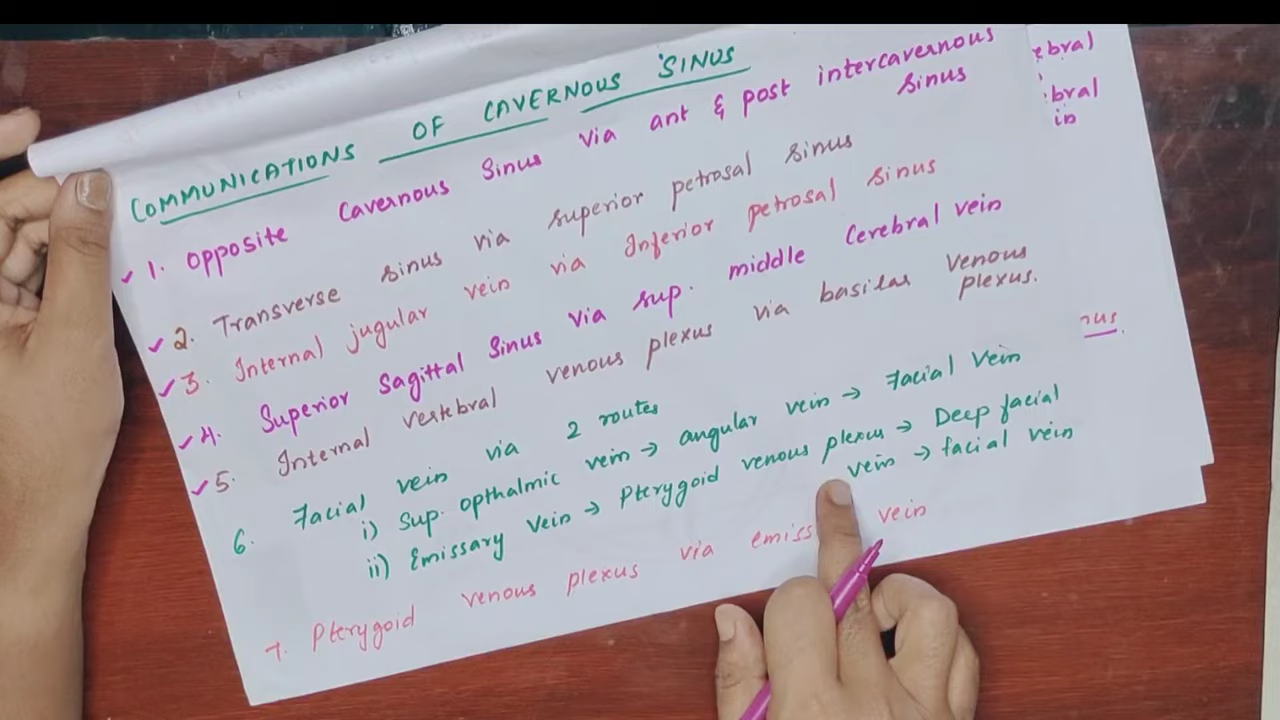 COMMUNICATIONS OF CAVERNOUS SINUS
1. Opposite Cavernous Sinus via ant & post intercavernous
sinus
2. Transverse sinus via superior petrosal sinus
3. Internal jugular vein via Inferior petrosal sinus
4. Superior Sagittal Sinus via sup. middle Cerebral vein
5. Internal vertebral venous plexus via basilar venous
plexus.
6. Facial vein via 2 routes
i) Sup. opthalmic vein → angular vein → Facial Vein
ii) Emissary Vein → Pterygoid venous plexus → Deep facial
vein → facial vein
7. Pterygoid venous plexus via emiss vein
bral